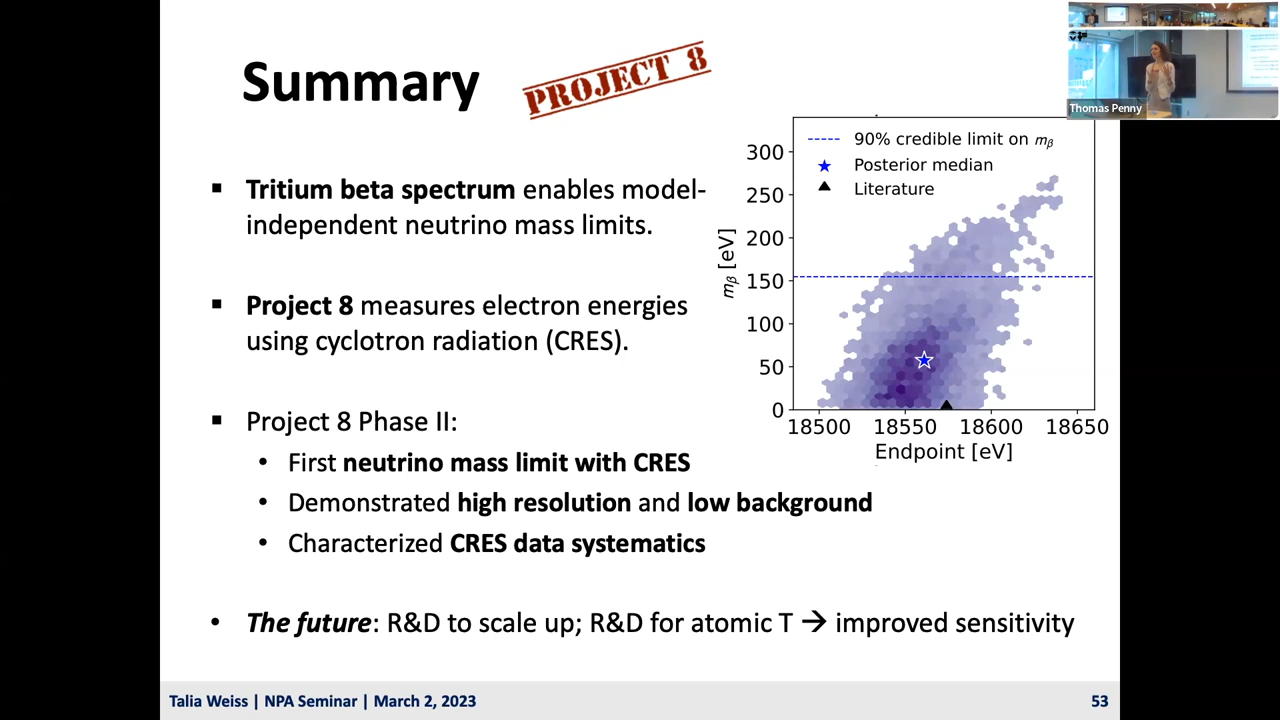 Summary
PROJECT 8
Thomas Penny
▪ Tritium beta spectrum enables model-
independent neutrino mass limits.
▪ Project 8 measures electron energies
using cyclotron radiation (CRES).
▪ Project 8 Phase II:
• First neutrino mass limit with CRES
• Demonstrated high resolution and low background
• Characterized CRES data systematics
• The future: R&D to scale up; R&D for atomic T → improved sensitivity
90% credible limit on mβ
Posterior median
Literature
mβ [eV]
300
250
200
150
100
50
0
18500 18550 18600 18650
Endpoint [eV]
Talia Weiss | NPA Seminar | March 2, 2023
53